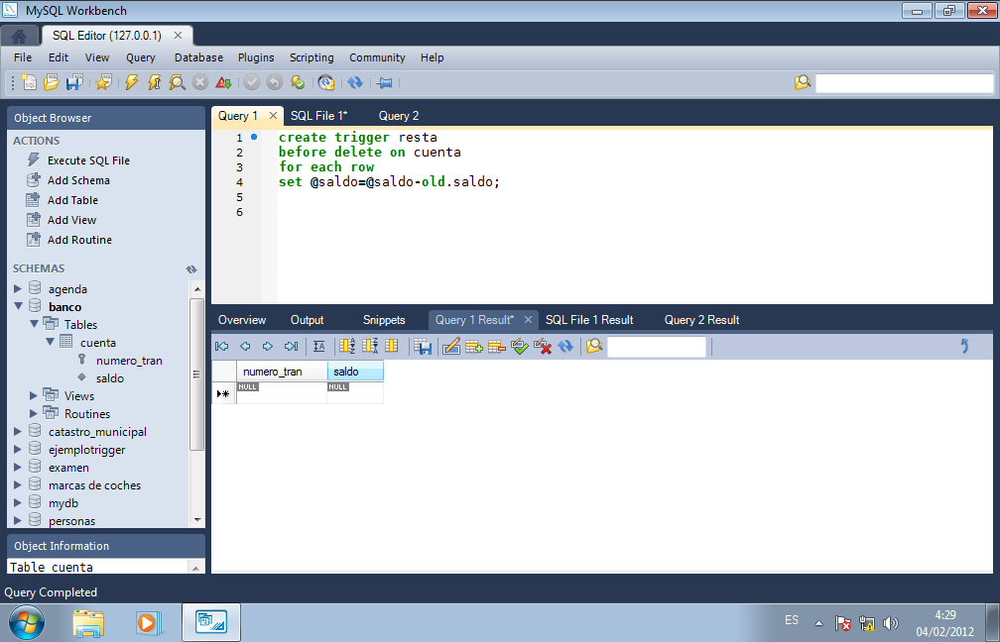 MySQL Workbench
SQL Editor (127.0.0.1)
File Edit View Query Database Plugins Scripting Community Help
Object Browser
ACTIONS
Execute SQL File
Add Schema
Add Table
Add View
Add Routine
SCHEMAS
agenda
banco
Tables
cuenta
numero_tran
saldo
Views
Routines
catastro_municipal
ejemplotrigger
examen
marcas de coches
mydb
personas
Object Information
Table cuenta
Query 1 SQL File 1* Query 2
1 create trigger resta
2 before delete on cuenta
3 for each row
4 set @saldo=@saldo-old.saldo;
5
6
Overview Output Snippets Query 1 Result* SQL File 1 Result Query 2 Result
numero_tran saldo
NULL NULL
Query Completed
ES
4:29
04/02/2012